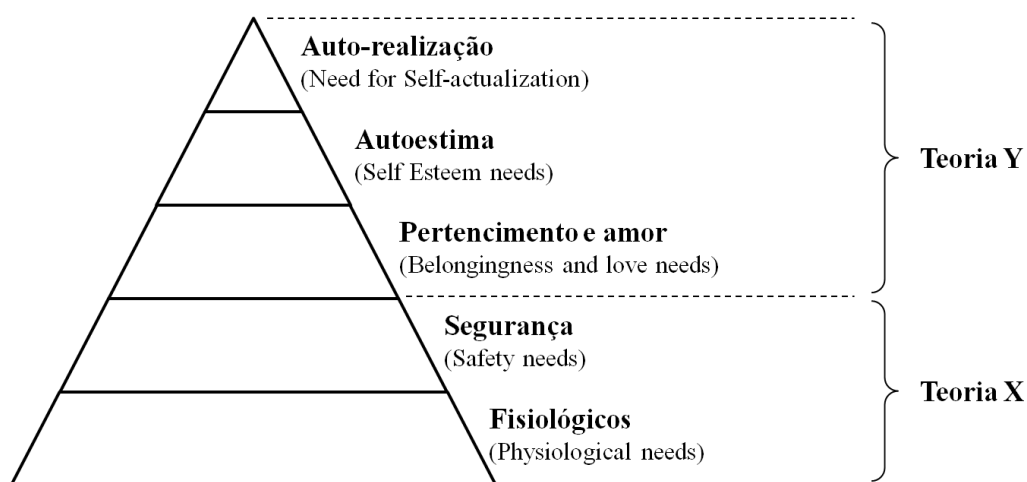 Auto-realização
(Need for Self-actualization)
Autoestima
(Self Esteem needs)
Teoria Y
Pertencimento e amor
(Belongingness and love needs)
Segurança
(Safety needs)
Teoria X
Fisiológicos
(Physiological needs)